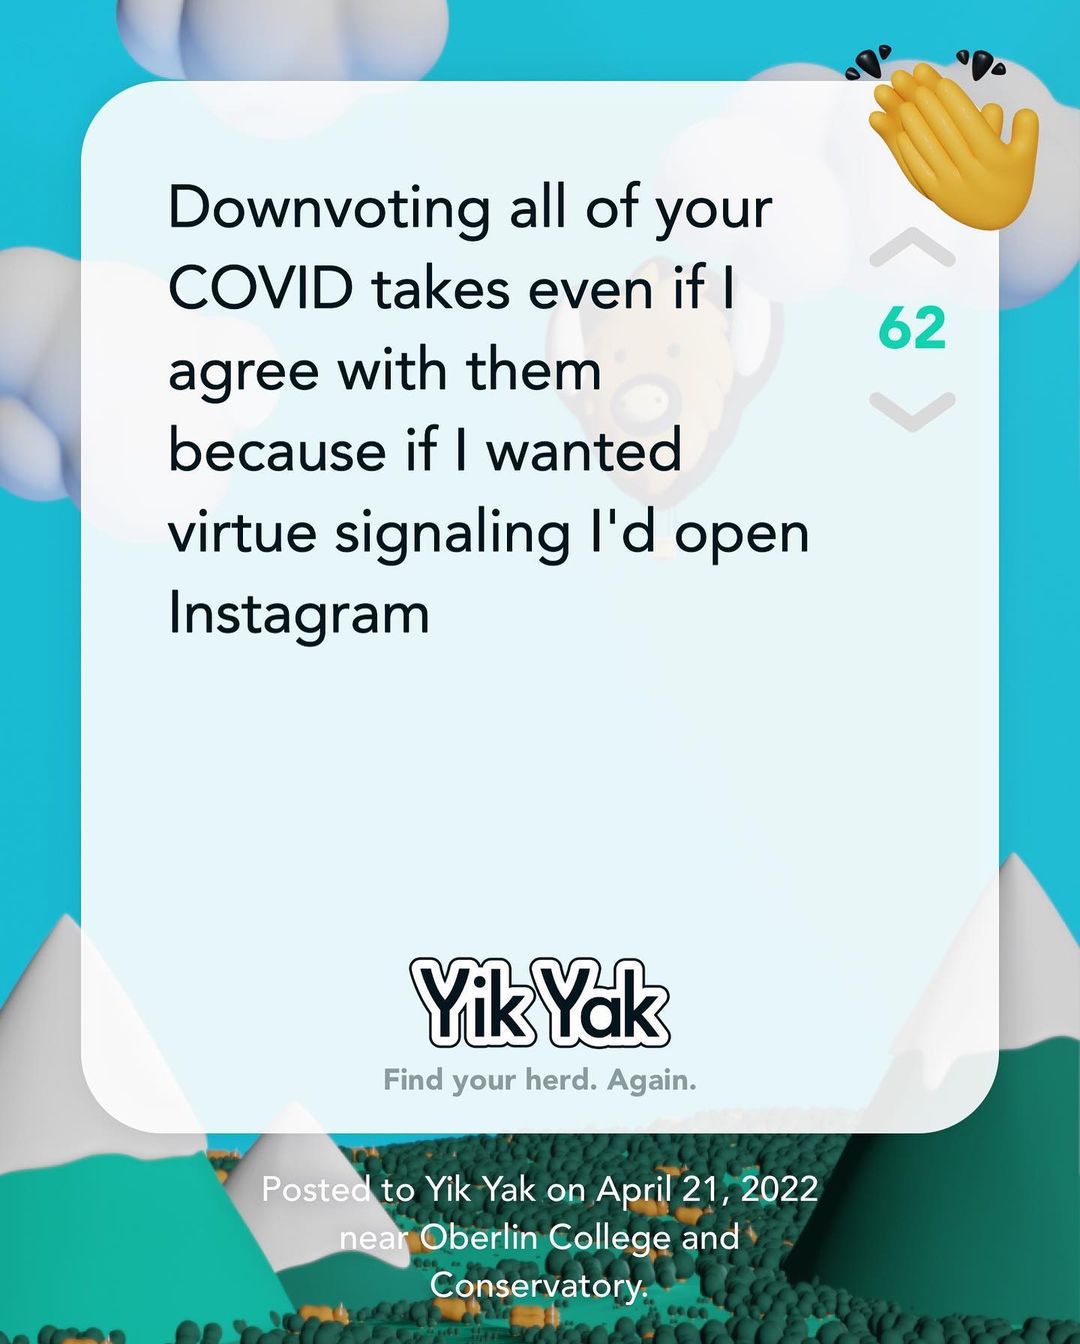 Downvoting all of your
COVID takes even if I
agree with them
because if I wanted
virtue signaling I'd open
Instagram
62
Yik Yak
Find your herd. Again.
Posted to Yik Yak on April 21, 2022
near Oberlin College and
Conservatory.